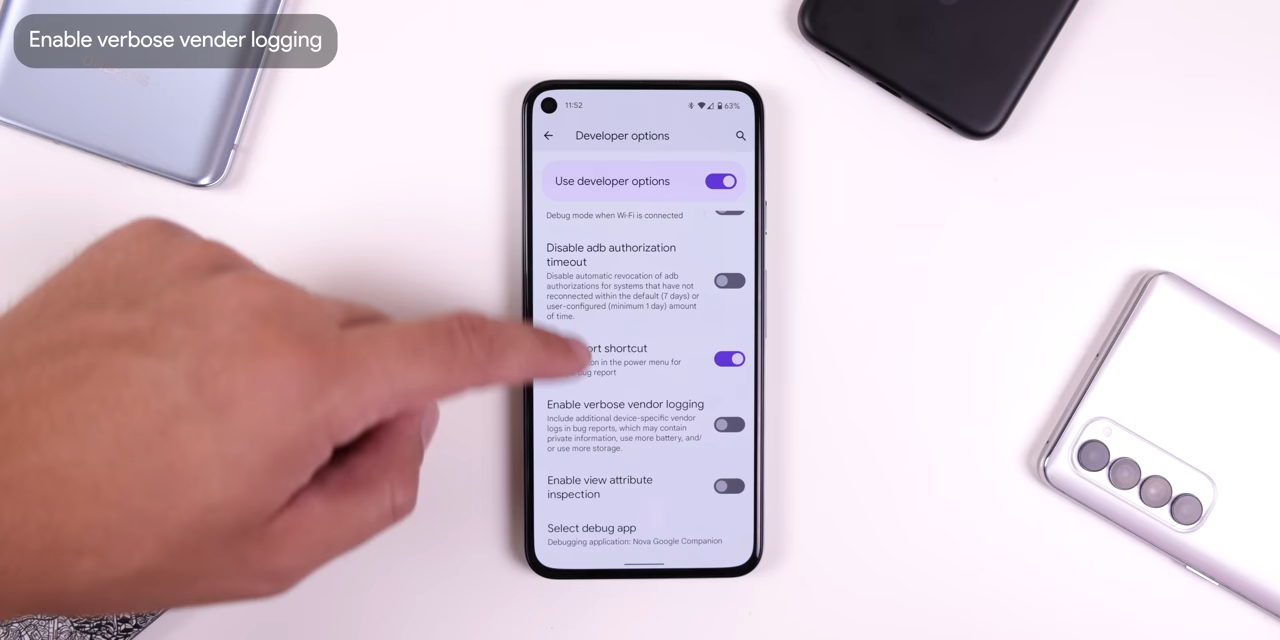 Enable verbose vender logging
11:52
63%
Developer options
Use developer options
Debug mode when Wi-Fi is connected
Disable adb authorization
timeout
Disable automatic revocation of adb
authorizations for systems that have not
reconnected within the default (7 days) or
user-configured (minimum 1 day) amount
of time.
ort shortcut
on in the power menu for
bug report
Enable verbose vendor logging
Include additional device-specific vendor
logs in bug reports, which may contain
private information, use more battery, and/
or use more storage.
Enable view attribute
inspection
Select debug app
Debugging application: Nova Google Companion